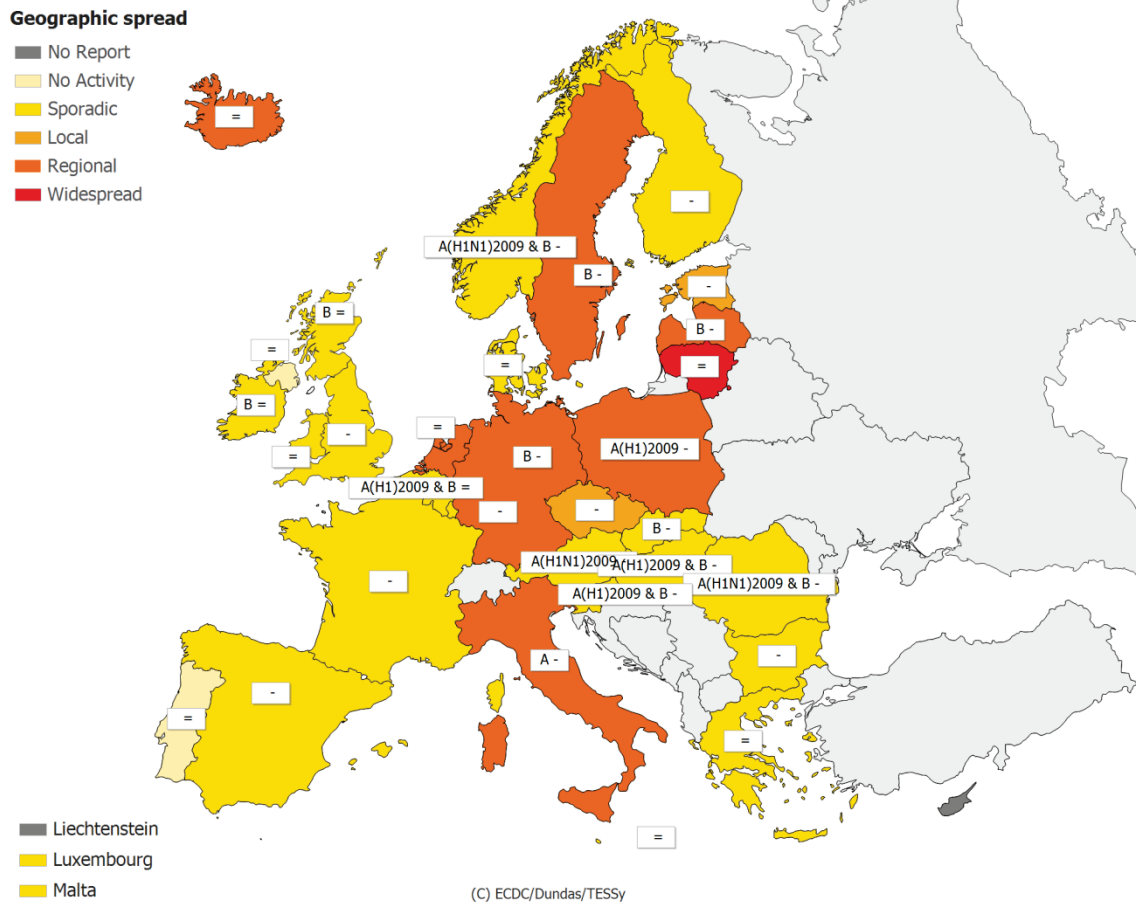 Geographic spread
No Report
No Activity
Sporadic
Local
Regional
Widespread
=
-
A(H1N1)2009 & B -
B -
-
B =
B -
=
=
=
B =
=
-
B -
A(H1)2009 -
=
A(H1)2009 & B =
-
-
B -
A(H1N1)2009 -
A(H1)2009 & B -
A(H1N1)2009 & B -
-
A(H1)2009 & B -
A -
-
-
=
=
=
Liechtenstein
Luxembourg
Malta
(C) ECDC/Dundas/TESSy